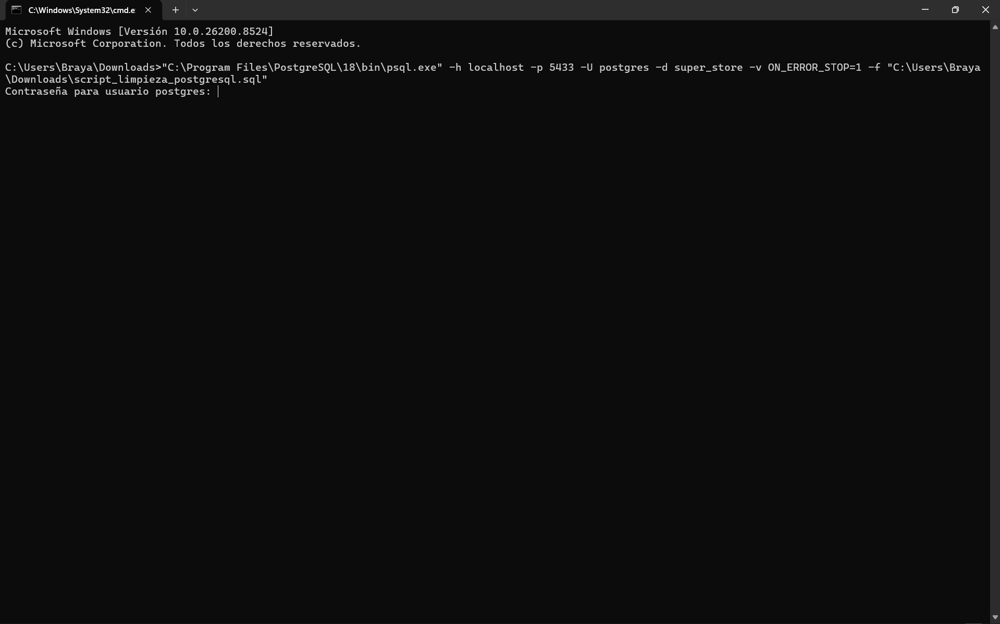 C:\Windows\System32\cmd.e
Microsoft Windows [Versión 10.0.26200.8524]
(c) Microsoft Corporation. Todos los derechos reservados.
C:\Users\Braya\Downloads>"C:\Program Files\PostgreSQL\18\bin\psql.exe" -h localhost -p 5433 -U postgres -d super_store -v ON_ERROR_STOP=1 -f "C:\Users\Braya
\Downloads\script_limpieza_postgresql.sql"
Contraseña para usuario postgres: